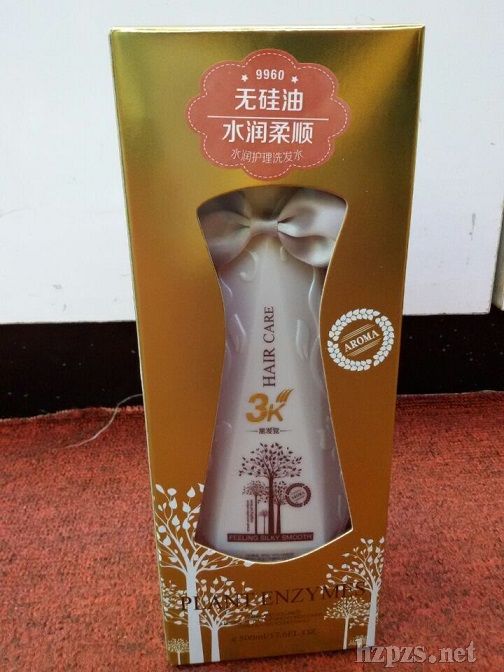 9960
无硅油
水润柔顺
水润护理洗发水
AROMA
HAIR CARE
3K
FEELING SILKY SMOOTH
PLANT ENZYMES
hzpzs.net